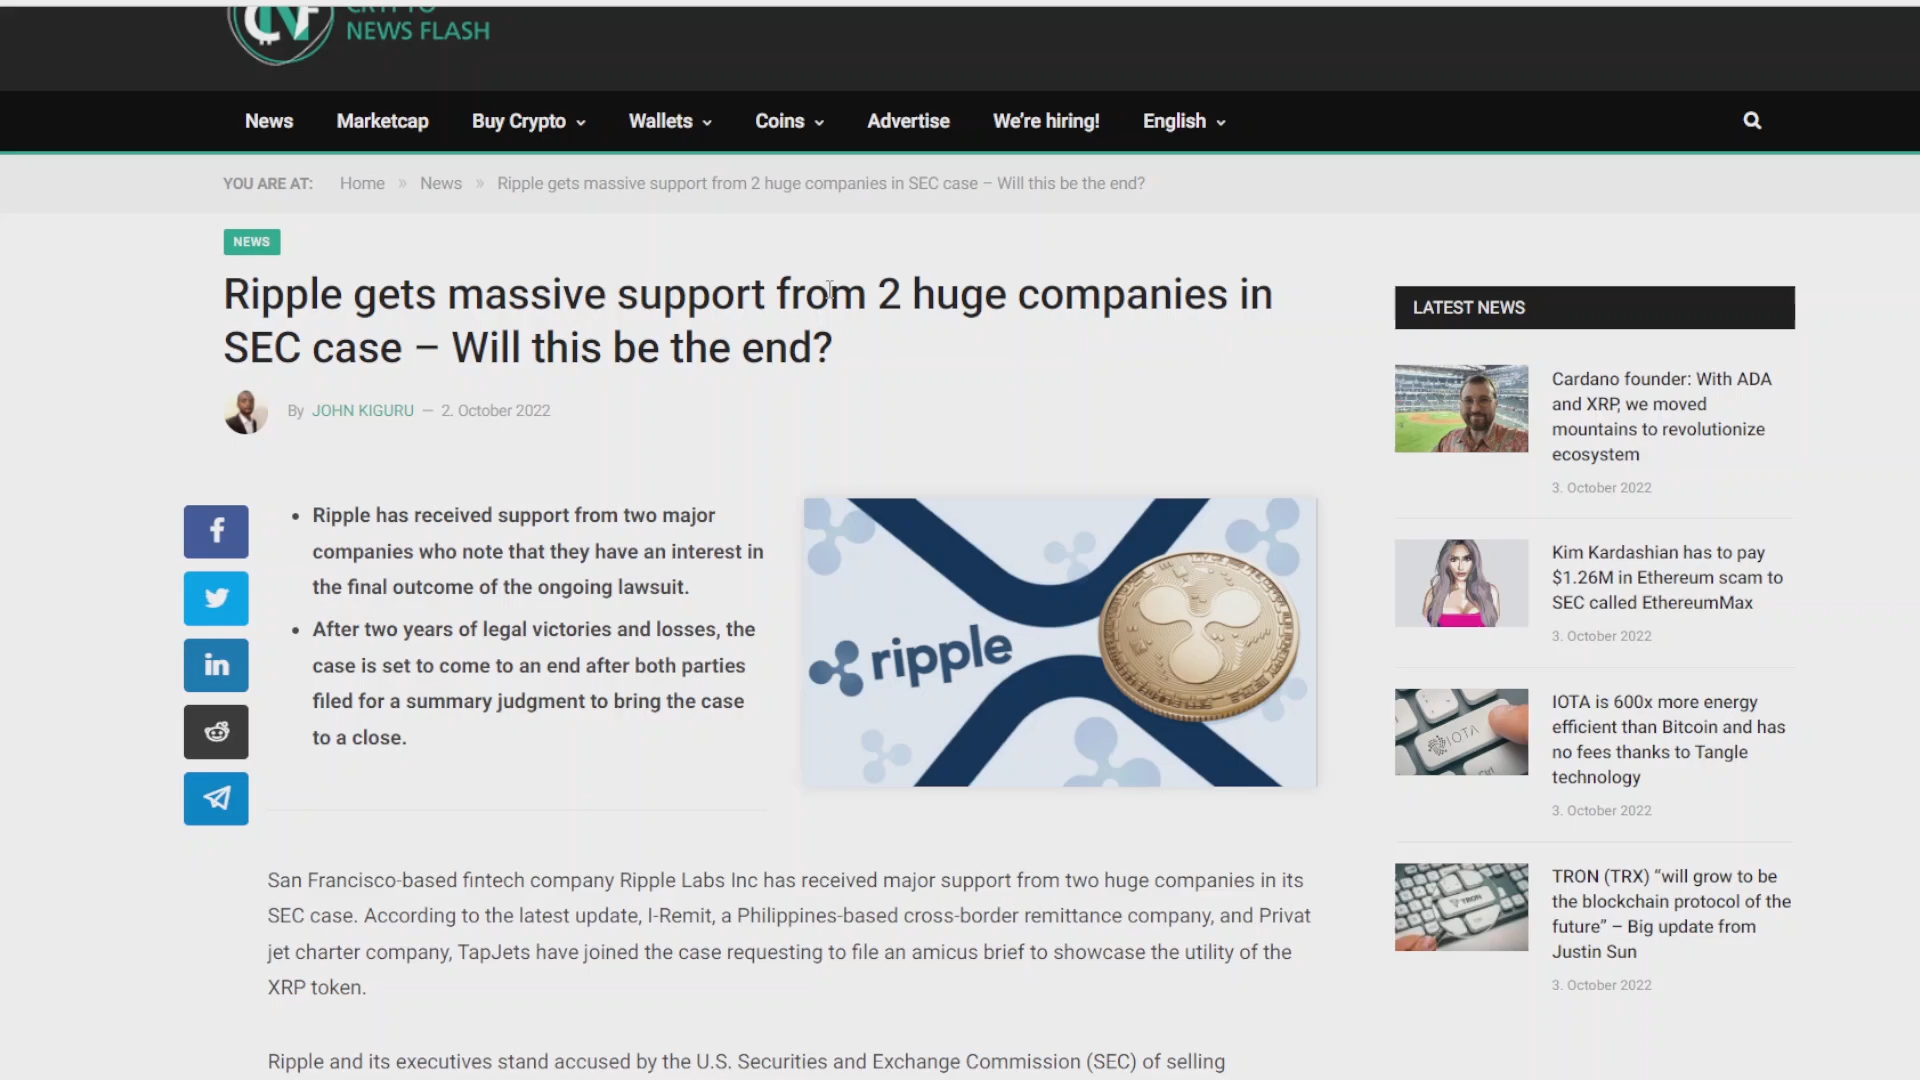 NEWS FLASH
News Marketcap Buy Crypto Wallets Coins Advertise We're hiring! English
YOU ARE AT: Home » News » Ripple gets massive support from 2 huge companies in SEC case – Will this be the end?
NEWS
Ripple gets massive support from 2 huge companies in
SEC case – Will this be the end?
By JOHN KIGURU — 2. October 2022
• Ripple has received support from two major
companies who note that they have an interest in
the final outcome of the ongoing lawsuit.
• After two years of legal victories and losses, the
case is set to come to an end after both parties
filed for a summary judgment to bring the case
to a close.
ripple
San Francisco-based fintech company Ripple Labs Inc has received major support from two huge companies in its
SEC case. According to the latest update, I-Remit, a Philippines-based cross-border remittance company, and Privat
jet charter company, TapJets have joined the case requesting to file an amicus brief to showcase the utility of the
XRP token.
Ripple and its executives stand accused by the U.S. Securities and Exchange Commission (SEC) of selling
LATEST NEWS
Cardano founder: With ADA
and XRP, we moved
mountains to revolutionize
ecosystem
3. October 2022
Kim Kardashian has to pay
$1.26M in Ethereum scam to
SEC called EthereumMax
3. October 2022
IOTA
IOTA is 600x more energy
efficient than Bitcoin and has
no fees thanks to Tangle
technology
3. October 2022
TRON
TRON (TRX) “will grow to be
the blockchain protocol of the
future” – Big update from
Justin Sun
3. October 2022